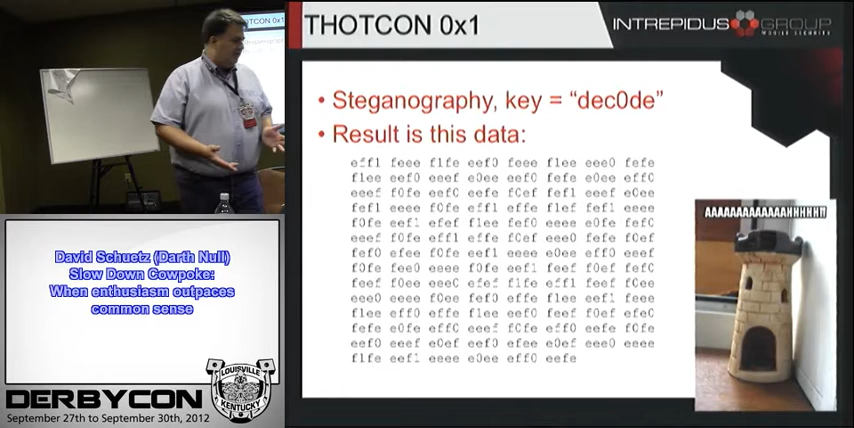 THOTCON 0x1
INTREPIDUS GROUP
MOBILE SECURITY
• Steganography, key = "dec0de"
• Result is this data:
eff1 feee f1fe eef0 feee f1ee eee0 fefe
f1ee eef0 eeef e0ee eef0 fefe e0ee eff0
eeef f0fe eef0 eefe f0ef fef1 eeef e0ee
fef1 eeee f0fe eff1 effe f1ef fef1 eeee
f0fe eef1 efef f1ee fef0 eeee e0fe fef0
eeef f0fe eff1 effe f0ef eee0 fefe f0ef
fef0 efee f0fe eef1 eeee e0ee eff0 eeef
f0fe fee0 eeee f0fe eef1 feef f0ef fef0
feef f0ee eee0 efef f1fe eff1 feef f0ee
eee0 eeee f0ee fef0 effe f1ee eef1 feee
f1ee eff0 effe f1ee eef0 feef f0ef efe0
fefe e0fe eff0 eeef f0fe eff0 eefe f0fe
eef0 eeef e0ef eef0 efee e0ef eee0 eeee
f1fe eef1 eeee e0ee eff0 eefe
AAAAAAAAAAAAAHHHHH
David Schuetz (Darth Null)
Slow Down Cowpoke:
When enthusiasm outpaces
common sense
LOUISVILLE
KENTUCKY
DERBYCON
September 27th to September 30th, 2012